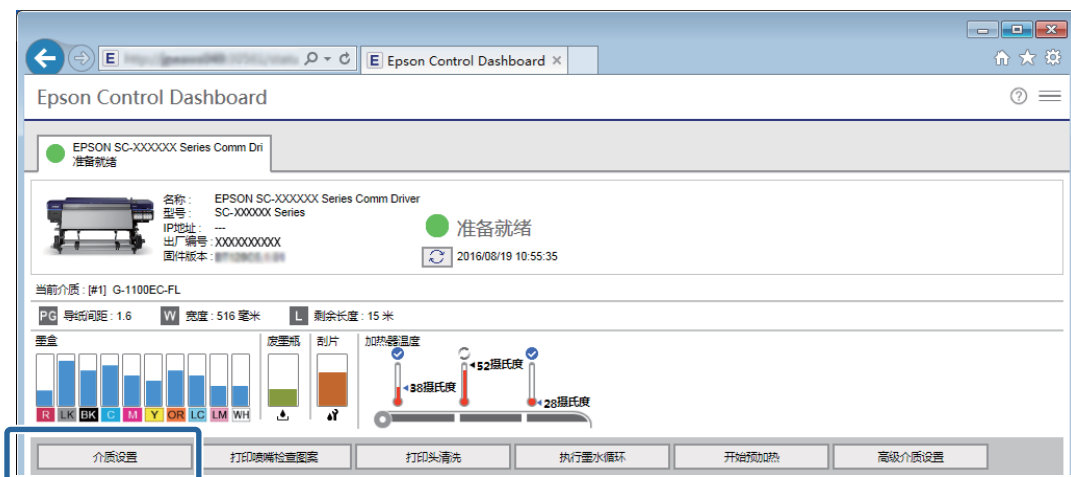 Epson Control Dashboard ×
Epson Control Dashboard
EPSON SC-XXXXXX Series Comm Dri
准备就绪
名称： EPSON SC-XXXXXX Series Comm Driver
型号： SC-XXXXXX Series
IP地址： ---
出厂编号：XXXXXXXXXX
固件版本：
准备就绪
2016/08/19 10:55:35
当前介质：[#1] G-1100EC-FL
PG 导纸间距：1.6 W 宽度：516 毫米 L 剩余长度：15 米
墨盒 废墨瓶 刮片 加热器温度
52摄氏度
38摄氏度
28摄氏度
R LK BK C M Y OR LC LM WH
介质设置 打印喷嘴检查图案 打印头清洗 执行墨水循环 开始预加热 高级介质设置